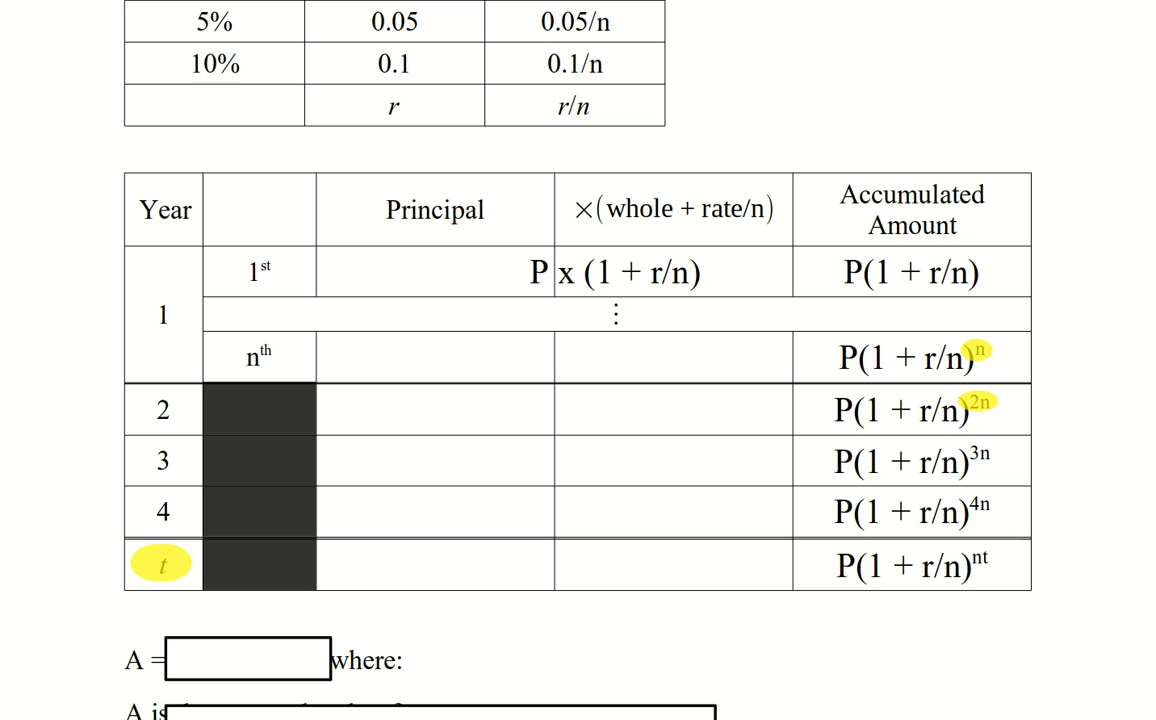 5% 0.05 0.05/n
10% 0.1 0.1/n
r r/n
Year Principal ×(whole + rate/n) Accumulated Amount
1 1st P x (1 + r/n) P(1 + r/n)
⋮
nth P(1 + r/n)^n
2 P(1 + r/n)^2n
3 P(1 + r/n)^3n
4 P(1 + r/n)^4n
t P(1 + r/n)^nt
A = where:
A is